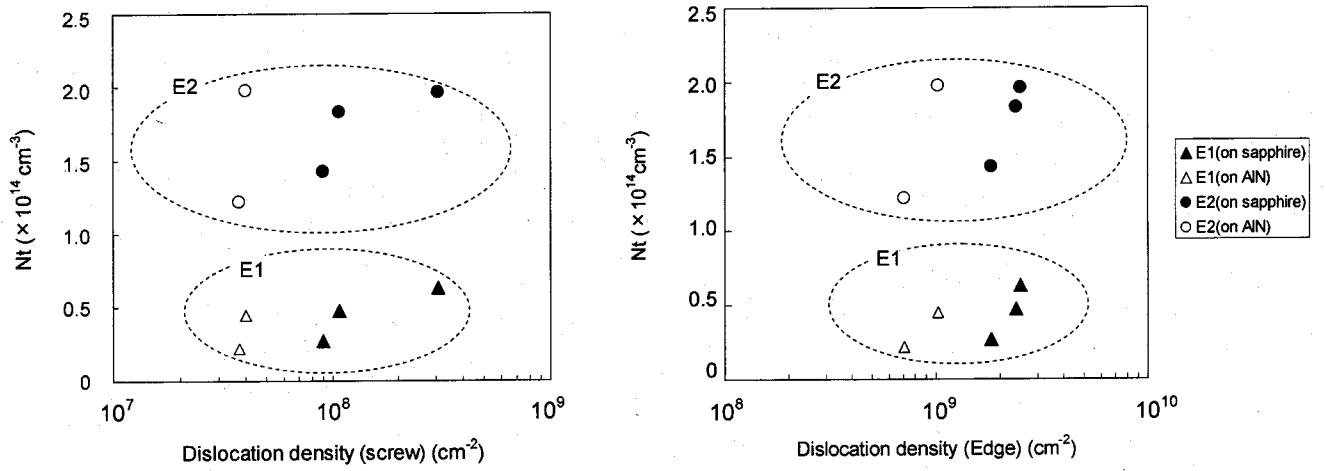 2.5
2.0
1.5
1.0
0.5
0
Nt (× 10¹⁴ cm⁻³)
E2
E1
10⁷
10⁸
10⁹
Dislocation density (screw) (cm⁻²)
2.5
2.0
1.5
1.0
0.5
0
Nt (× 10¹⁴cm⁻³)
E2
E1
10⁸
10⁹
10¹⁰
Dislocation density (Edge) (cm⁻²)
▲ E1(on sapphire)
△ E1(on AlN)
● E2(on sapphire)
○ E2(on AlN)